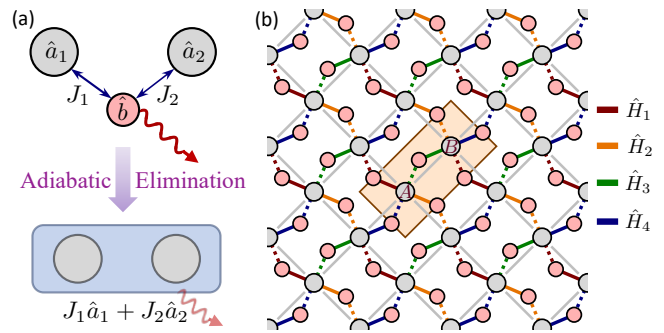 (a)
â₁
â₂
J₁
J₂
b̂
Adiabatic Elimination
J₁â₁ + J₂â₂
(b)
B
A
Ĥ₁
Ĥ₂
Ĥ₃
Ĥ₄